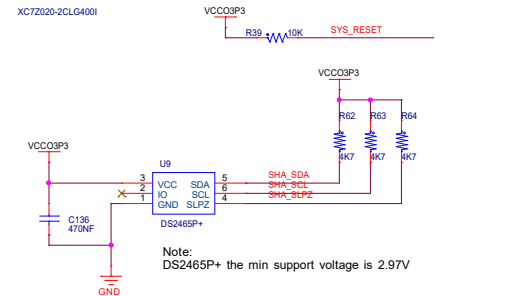 XC7Z020-2CLG400I
VCCO3P3
R39 10K SYS_RESET
VCCO3P3
R62 R63 R64
4K7 4K7 4K7
VCCO3P3
U9
3 VCC SDA 5 SHA_SDA
2 IO SCL 6 SHA_SCL
1 GND SLPZ 4 SHA_SLPZ
DS2465P+
C136
470NF
GND
Note:
DS2465P+ the min support voltage is 2.97V